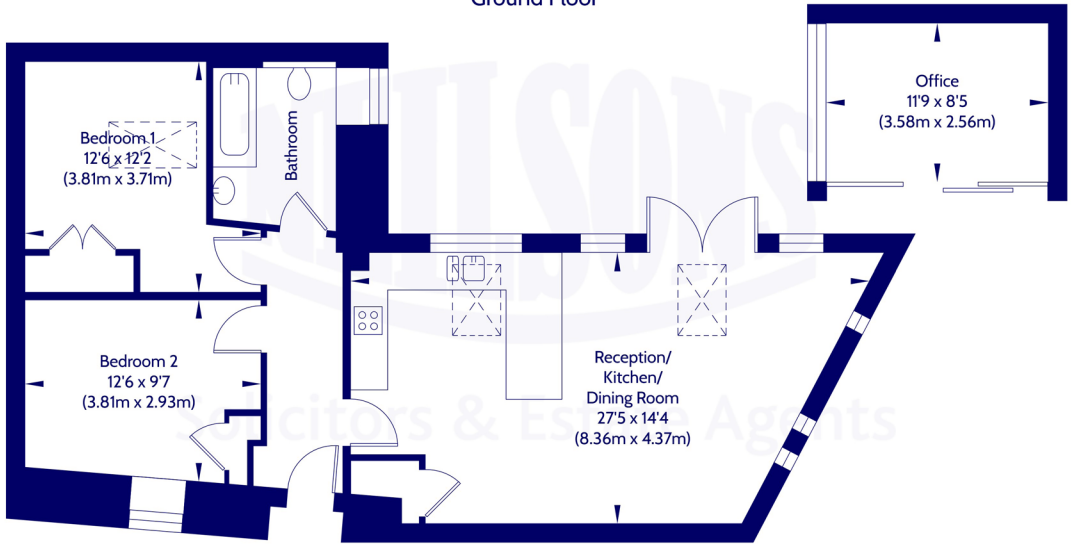 Ground Floor
Office
11'9 x 8'5
(3.58m x 2.56m)
Bedroom 1
12'6 x 12'2
(3.81m x 3.71m)
Bathroom
NEILSONS
Bedroom 2
12'6 x 9'7
(3.81m x 2.93m)
Reception/
Kitchen/
Dining Room
27'5 x 14'4
(8.36m x 4.37m)
Solicitors & Estate Agents